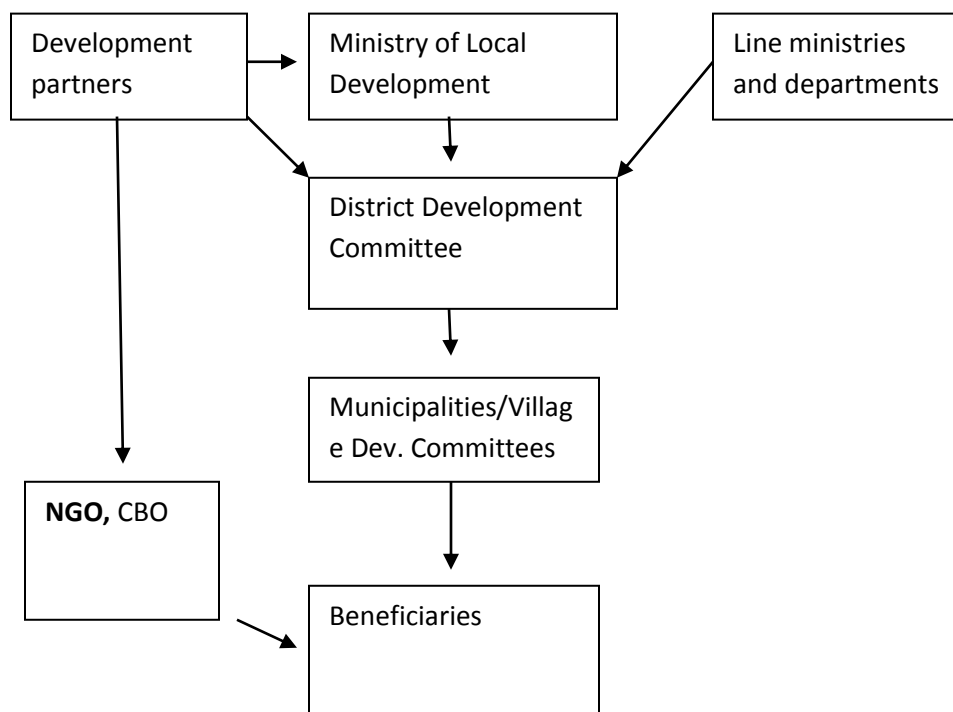 Development
partners
Ministry of Local
Development
Line ministries
and departments
District Development
Committee
Municipalities/Villag
e Dev. Committees
NGO, CBO
Beneficiaries